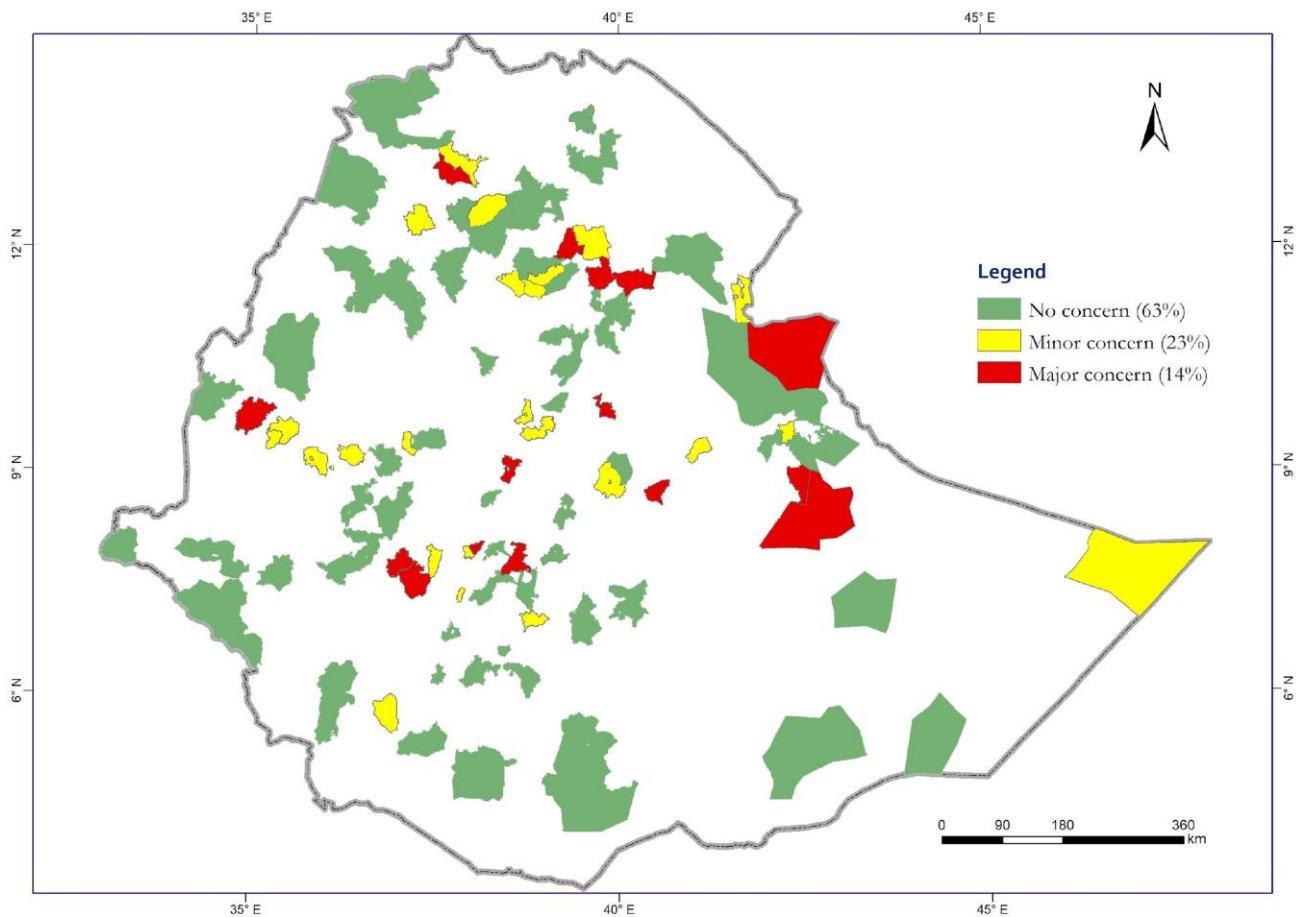 35° E 40° E 45° E
N
12° N 12° N
Legend
No concern (63%)
Minor concern (23%)
Major concern (14%)
9° N 9° N
6° N 6° N
0 90 180 360
km
35° E 40° E 45° E